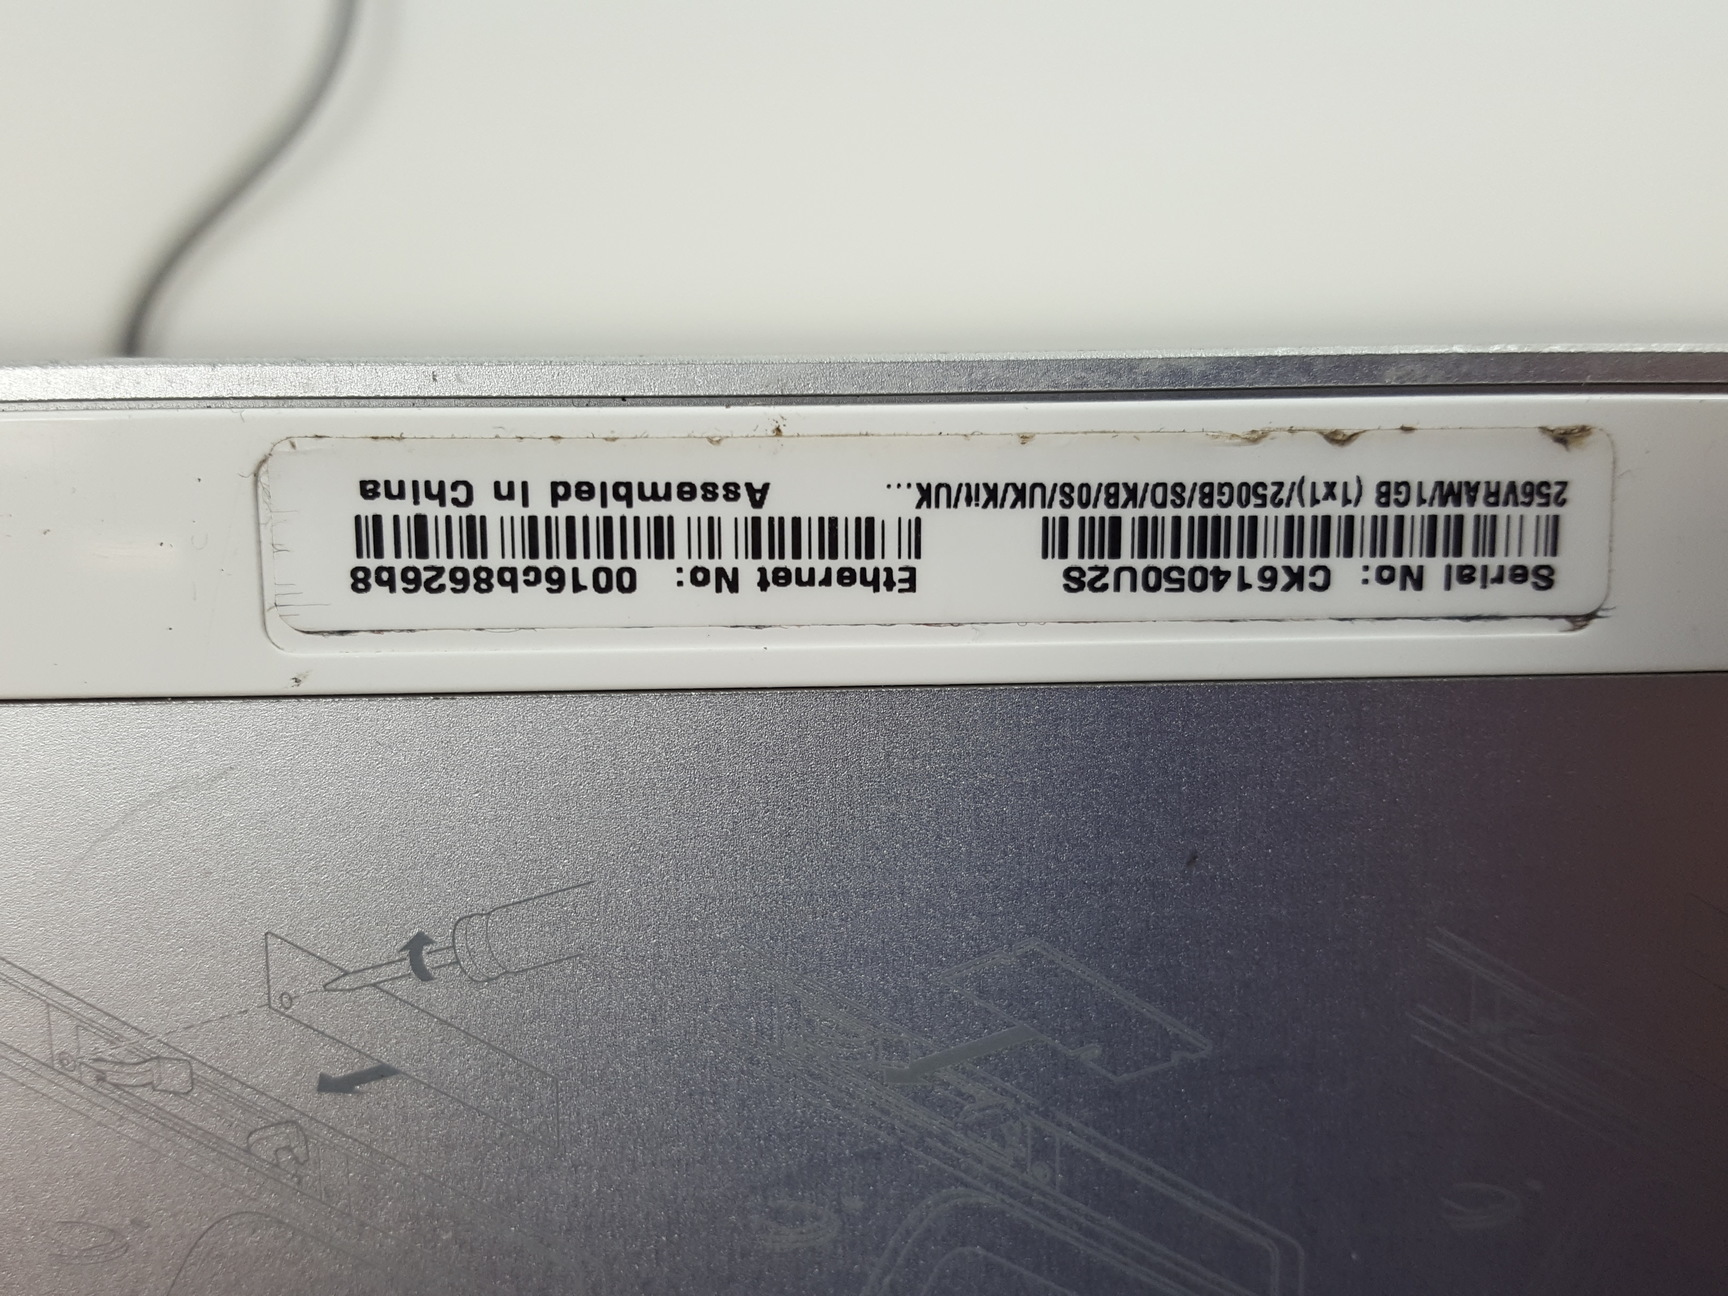 Serial No: CK614050U2S
Ethernet No: 0016cb8626b8
256VRAM/1GB (1x1)/250GB/SD/KB/0S/UK/Kit/UK...
Assembled In China